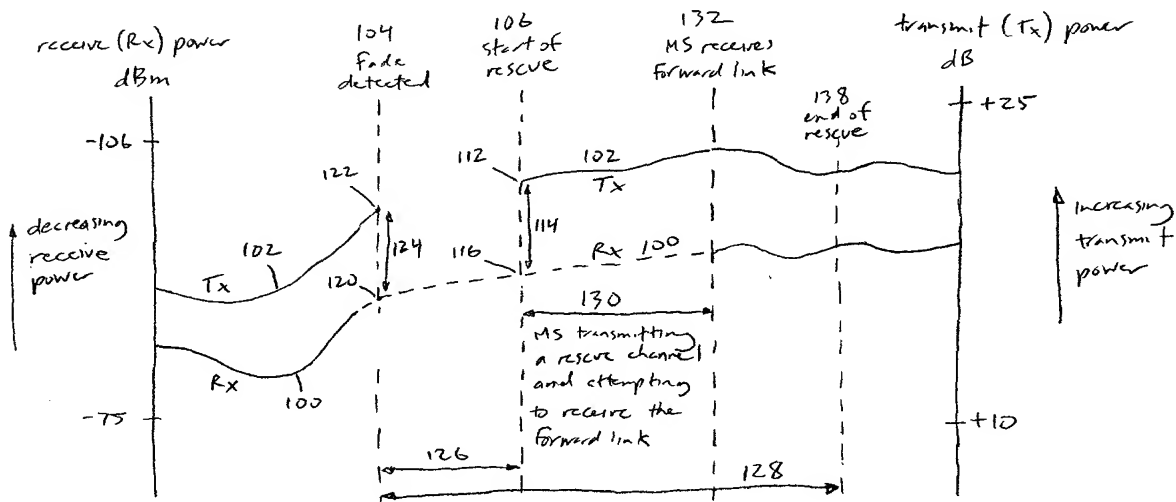 receive (Rx) power
dBm
104
Fade
detected
106
start of
rescue
132
MS receives
forward link
transmit (Tx) power
dB
138
end of
rescue
+25
-106
122
112
102
Tx
decreasing
receive
power
102
Tx
124
114
116
Rx 100
increasing
transmit
power
120
130
MS transmitting
a rescue channel
and attempting
to receive the
forward link
Rx
100
-75
+10
126
128